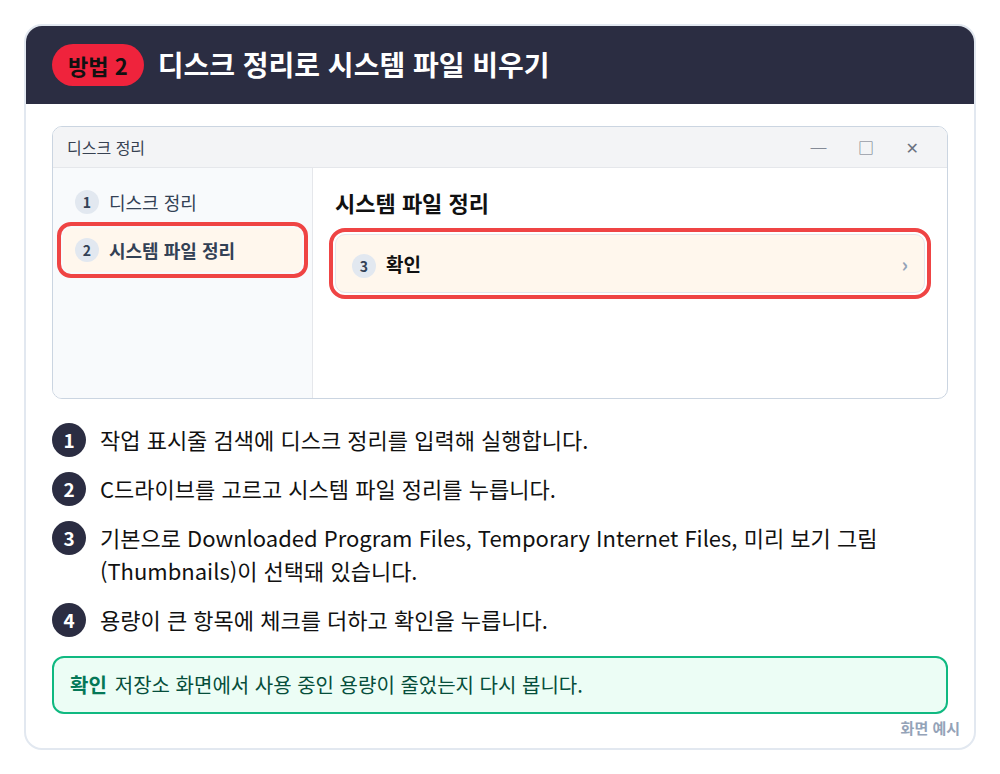 방법 2 디스크 정리로 시스템 파일 비우기
디스크 정리
1 디스크 정리
2 시스템 파일 정리
시스템 파일 정리
3 확인
1 작업 표시줄 검색에 디스크 정리를 입력해 실행합니다.
2 C드라이브를 고르고 시스템 파일 정리를 누릅니다.
3 기본으로 Downloaded Program Files, Temporary Internet Files, 미리 보기 그림
(Thumbnails)이 선택돼 있습니다.
4 용량이 큰 항목에 체크를 더하고 확인을 누릅니다.
확인 저장소 화면에서 사용 중인 용량이 줄었는지 다시 봅니다.
화면 예시